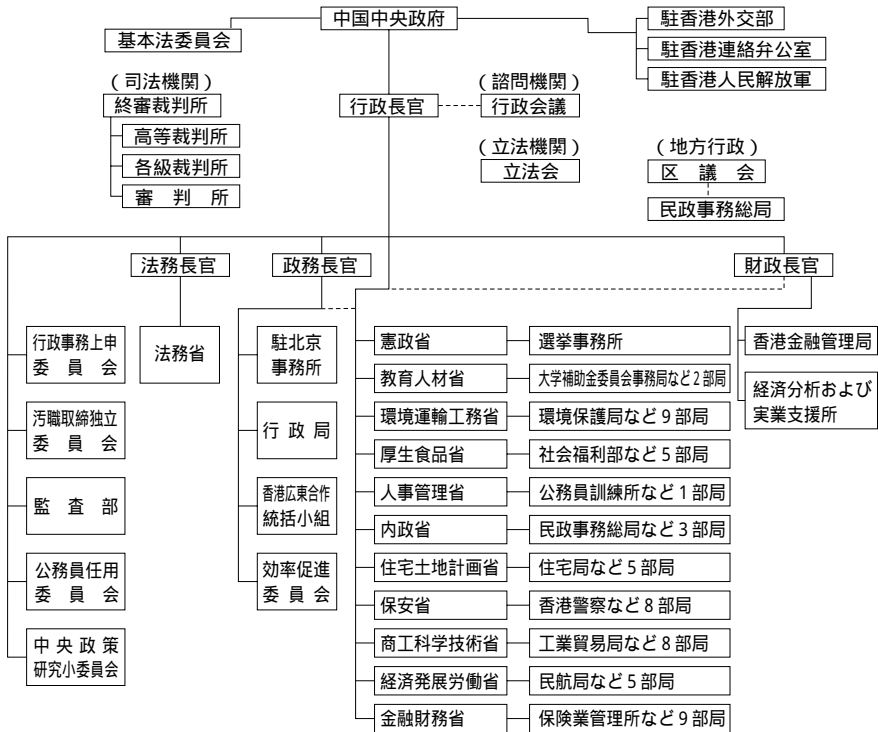 中国中央政府
基本法委員会
駐香港外交部
駐香港連絡弁公室
駐香港人民解放軍
(司法機関)
終審裁判所
高等裁判所
各級裁判所
審 判 所
行政長官
(諮問機関)
行政会議
(立法機関)
立法会
(地方行政)
区 議 会
民政事務総局
法務長官
政務長官
財政長官
行政事務上申
委 員 会
汚職取締独立
委 員 会
監 査 部
公務員任用
委 員 会
中 央 政 策
研究小委員会
法務省
駐北京
事務所
行 政 局
香港広東合作
統括小組
効率促進
委 員 会
憲政省
選挙事務所
教育人材省
大学補助金委員会事務局など2部局
環境運輸工務省
環境保護局など9部局
厚生食品省
社会福利部など5部局
人事管理省
公務員訓練所など1部局
内政省
民政事務総局など3部局
住宅土地計画省
住宅局など5部局
保安省
香港警察など8部局
商工科学技術省
工業貿易局など8部局
経済発展労働省
民航局など5部局
金融財務省
保険業管理所など9部局
香港金融管理局
経済分析および
実業支援所